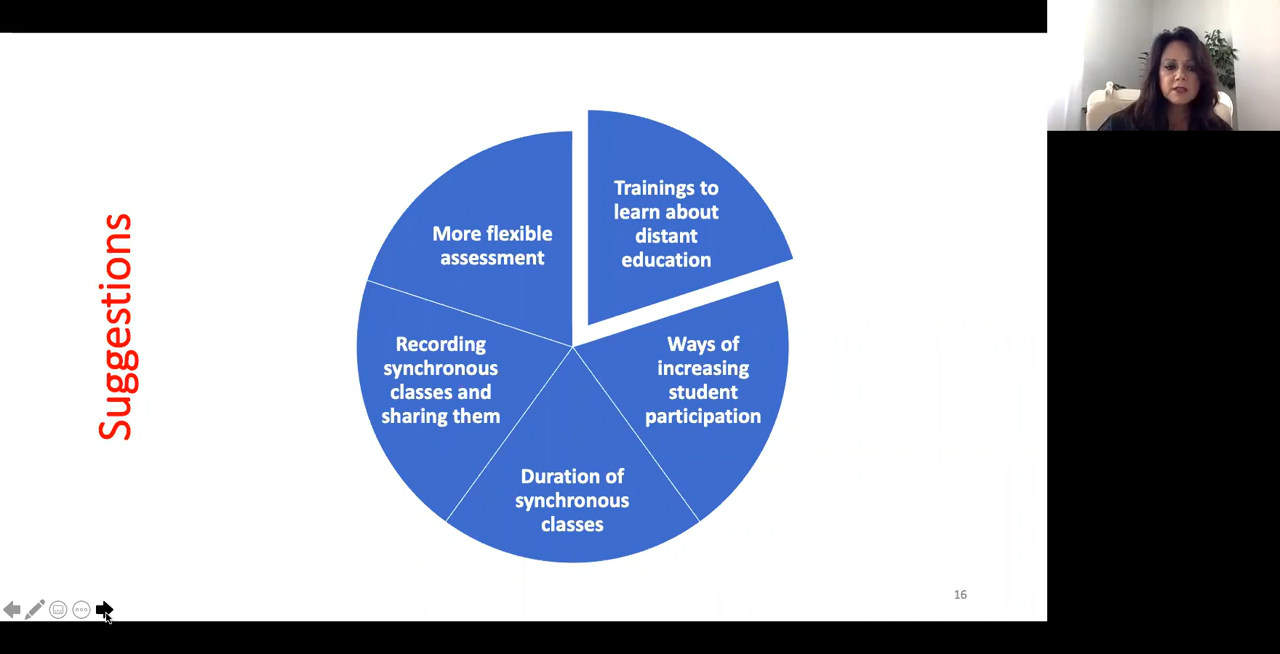 Suggestions
Trainings to
learn about
distant
education
Ways of
increasing
student
participation
Duration of
synchronous
classes
Recording
synchronous
classes and
sharing them
More flexible
assessment
16